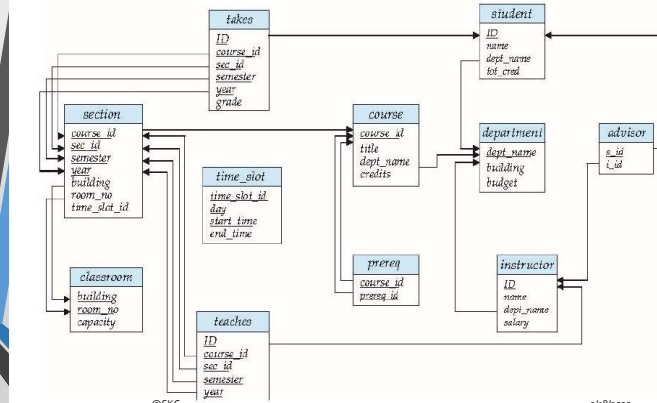 takes
ID
course_id
sec_id
semester
year
grade
student
ID
name
dept_name
tot_cred
section
course_id
sec_id
semester
year
building
room_no
time_slot_id
course
course_id
title
dept_name
credits
department
dept_name
building
budget
advisor
s_id
i_id
time_slot
time_slot_id
day
start_time
end_time
prereq
course_id
prereq_id
instructor
ID
name
dept_name
salary
classroom
building
room_no
capacity
teaches
ID
course_id
sec_id
semester
year